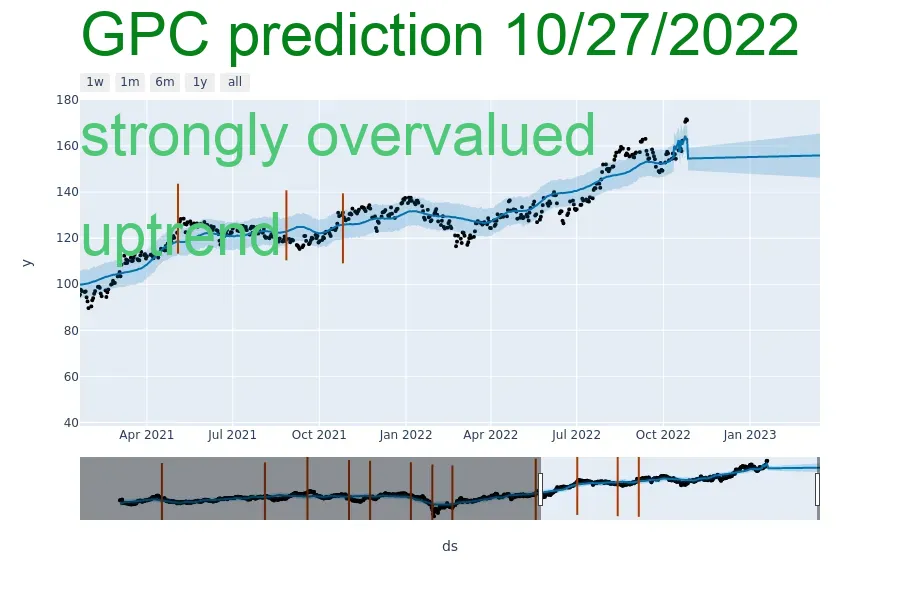 GPC prediction 10/27/2022
1w 1m 6m 1y all
strongly overvalued
uptrend
180
160
140
120
100
80
60
40
y
Apr 2021 Jul 2021 Oct 2021 Jan 2022 Apr 2022 Jul 2022 Oct 2022 Jan 2023
ds